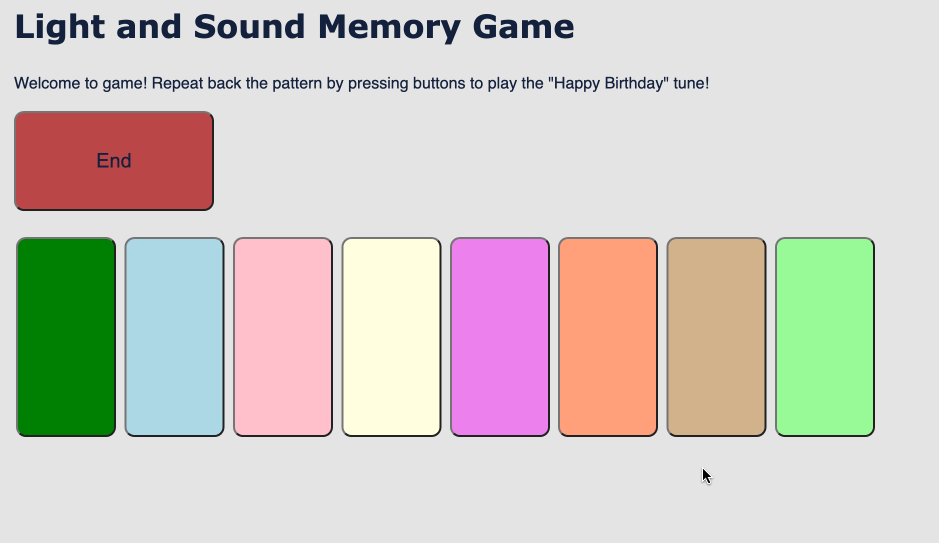 Light and Sound Memory Game
Welcome to game! Repeat back the pattern by pressing buttons to play the "Happy Birthday" tune!
End